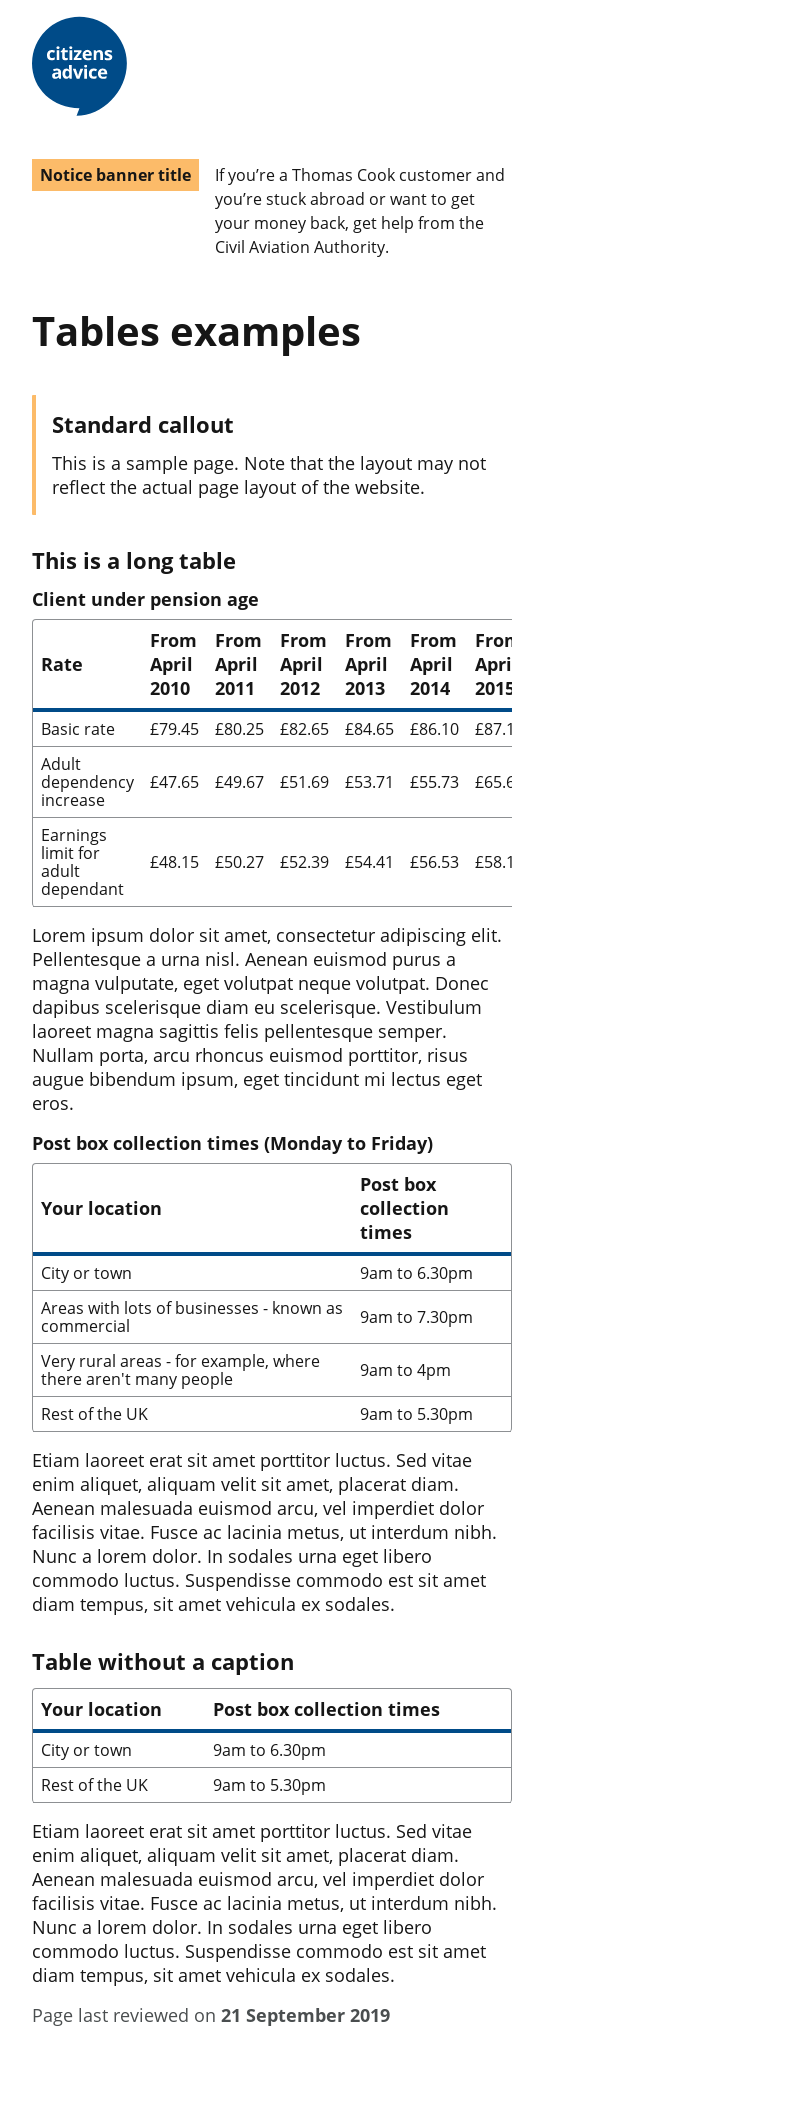 citizens
advice
Notice banner title
If you’re a Thomas Cook customer and
you’re stuck abroad or want to get
your money back, get help from the
Civil Aviation Authority.
Tables examples
Standard callout
This is a sample page. Note that the layout may not
reflect the actual page layout of the website.
This is a long table
Client under pension age
Rate From April 2010 From April 2011 From April 2012 From April 2013 From April 2014 From April 2015
Basic rate £79.45 £80.25 £82.65 £84.65 £86.10 £87.1
Adult dependency increase £47.65 £49.67 £51.69 £53.71 £55.73 £65.6
Earnings limit for adult dependant £48.15 £50.27 £52.39 £54.41 £56.53 £58.1
Lorem ipsum dolor sit amet, consectetur adipiscing elit.
Pellentesque a urna nisl. Aenean euismod purus a
magna vulputate, eget volutpat neque volutpat. Donec
dapibus scelerisque diam eu scelerisque. Vestibulum
laoreet magna sagittis felis pellentesque semper.
Nullam porta, arcu rhoncus euismod porttitor, risus
augue bibendum ipsum, eget tincidunt mi lectus eget
eros.
Post box collection times (Monday to Friday)
Your location Post box collection times
City or town 9am to 6.30pm
Areas with lots of businesses - known as commercial 9am to 7.30pm
Very rural areas - for example, where there aren't many people 9am to 4pm
Rest of the UK 9am to 5.30pm
Etiam laoreet erat sit amet porttitor luctus. Sed vitae
enim aliquet, aliquam velit sit amet, placerat diam.
Aenean malesuada euismod arcu, vel imperdiet dolor
facilisis vitae. Fusce ac lacinia metus, ut interdum nibh.
Nunc a lorem dolor. In sodales urna eget libero
commodo luctus. Suspendisse commodo est sit amet
diam tempus, sit amet vehicula ex sodales.
Table without a caption
Your location Post box collection times
City or town 9am to 6.30pm
Rest of the UK 9am to 5.30pm
Etiam laoreet erat sit amet porttitor luctus. Sed vitae
enim aliquet, aliquam velit sit amet, placerat diam.
Aenean malesuada euismod arcu, vel imperdiet dolor
facilisis vitae. Fusce ac lacinia metus, ut interdum nibh.
Nunc a lorem dolor. In sodales urna eget libero
commodo luctus. Suspendisse commodo est sit amet
diam tempus, sit amet vehicula ex sodales.
Page last reviewed on 21 September 2019